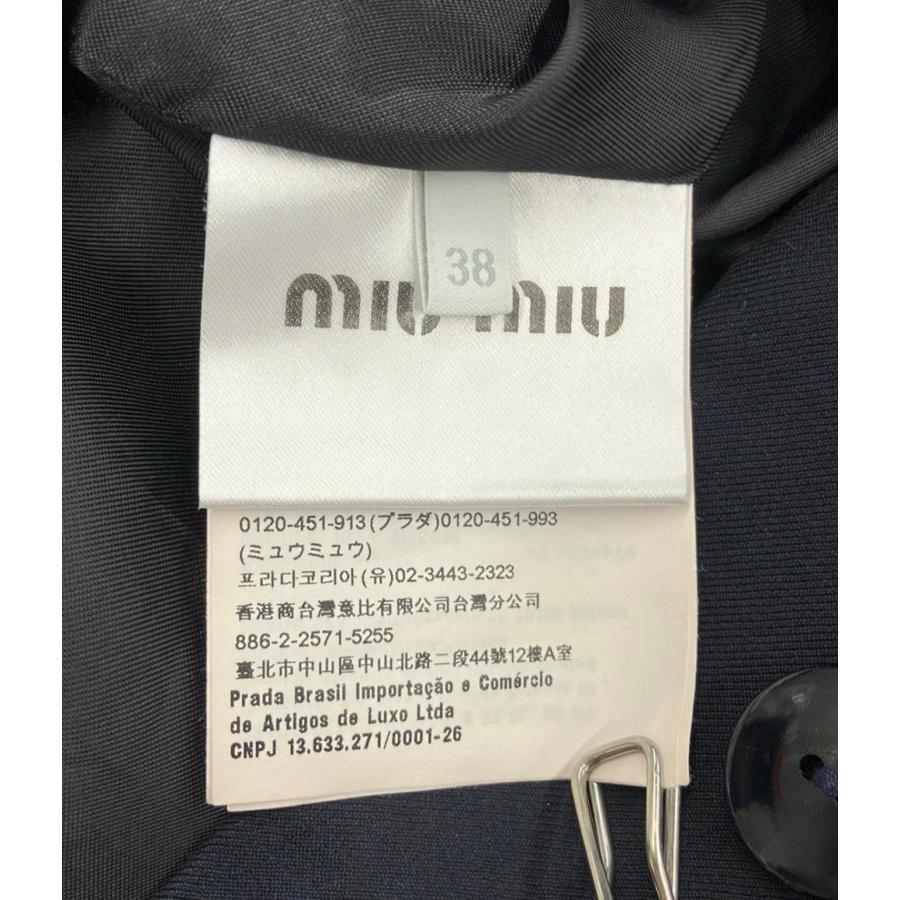 38
miu miu
0120-451-913(プラダ)0120-451-993
(ミュウミュウ)
프라다코리아(유)02-3443-2323
香港商台灣意比有限公司台灣分公司
886-2-2571-5255
臺北市中山區中山北路二段44號12樓A室
Prada Brasil Importação e Comércio
de Artigos de Luxo Ltda
CNPJ 13.633.271/0001-26